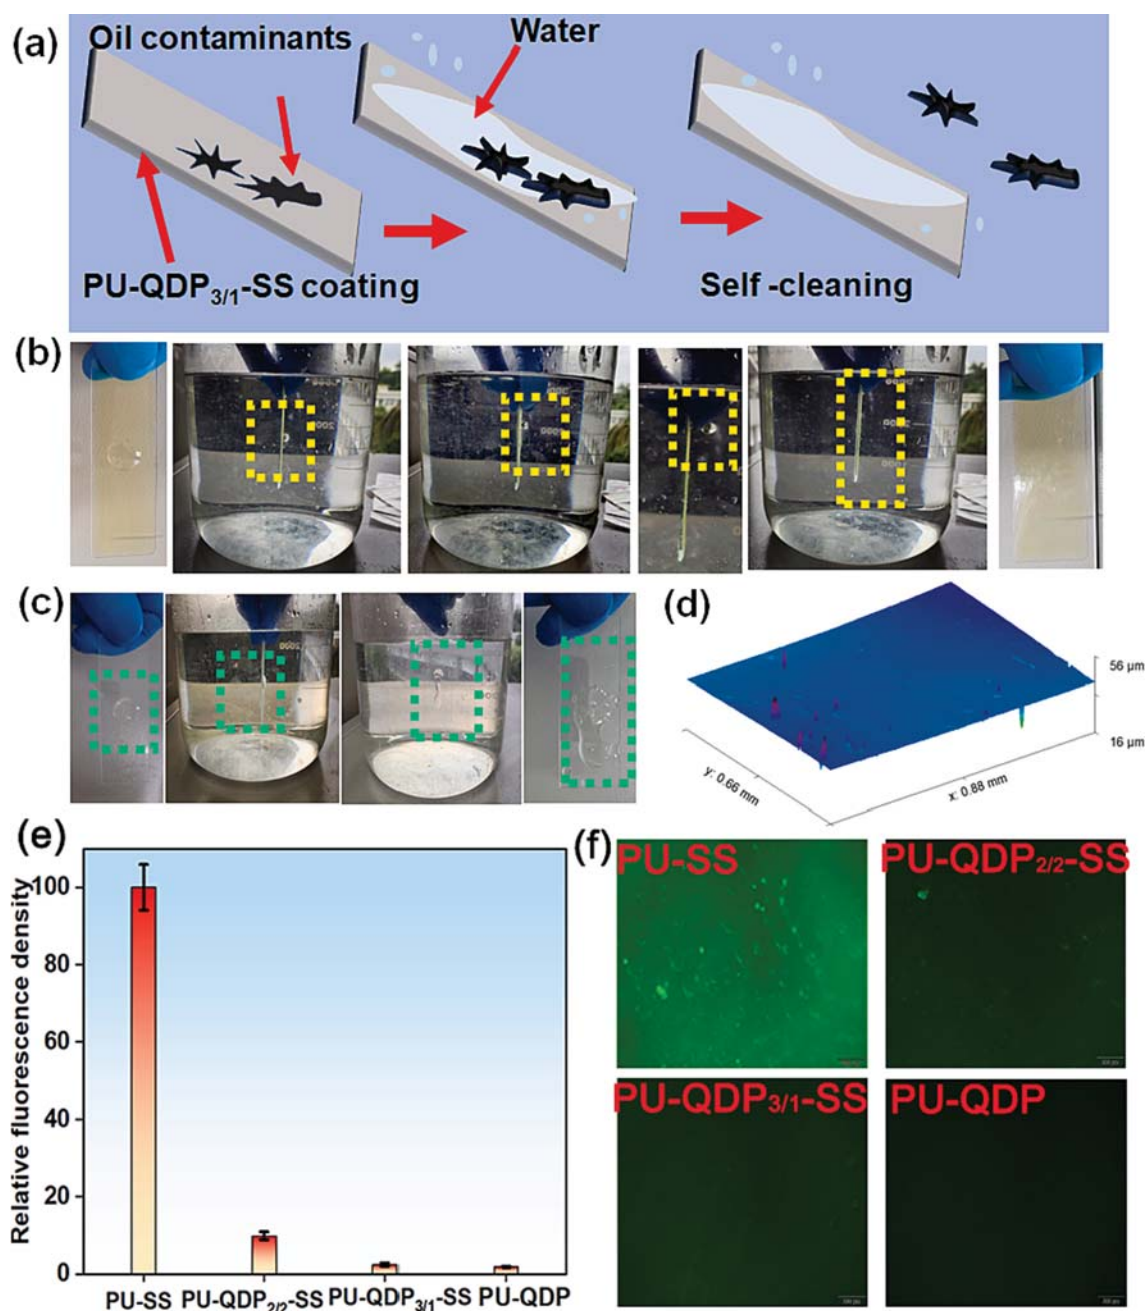 (a)
Oil contaminants
Water
PU-QDP3/1-SS coating
Self -cleaning
(b)
(c)
(d)
56 µm
16 µm
y: 0.66 mm
x: 0.88 mm
(e)
Relative fluorescence density
100
80
60
40
20
0
PU-SS
PU-QDP2/2-SS
PU-QDP3/1-SS
PU-QDP
(f)
PU-SS
PU-QDP2/2-SS
PU-QDP3/1-SS
PU-QDP